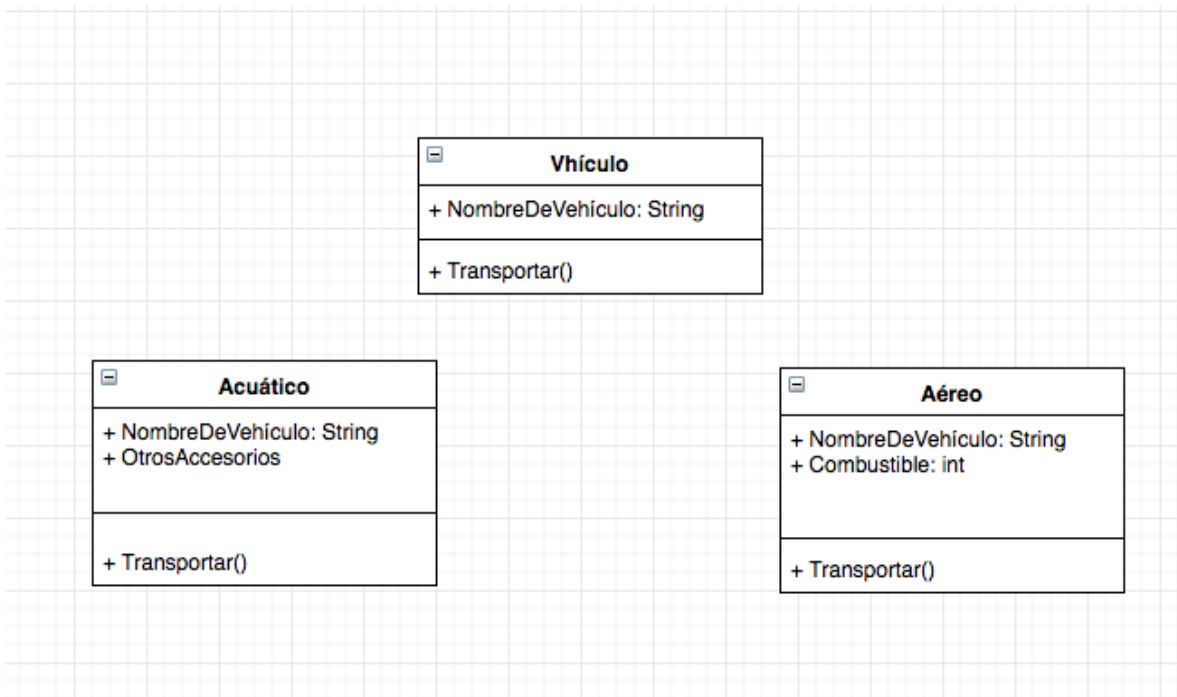 Vhículo
+ NombreDeVehículo: String
+ Transportar()
Acuático
+ NombreDeVehículo: String
+ OtrosAccesorios
+ Transportar()
Aéreo
+ NombreDeVehículo: String
+ Combustible: int
+ Transportar()